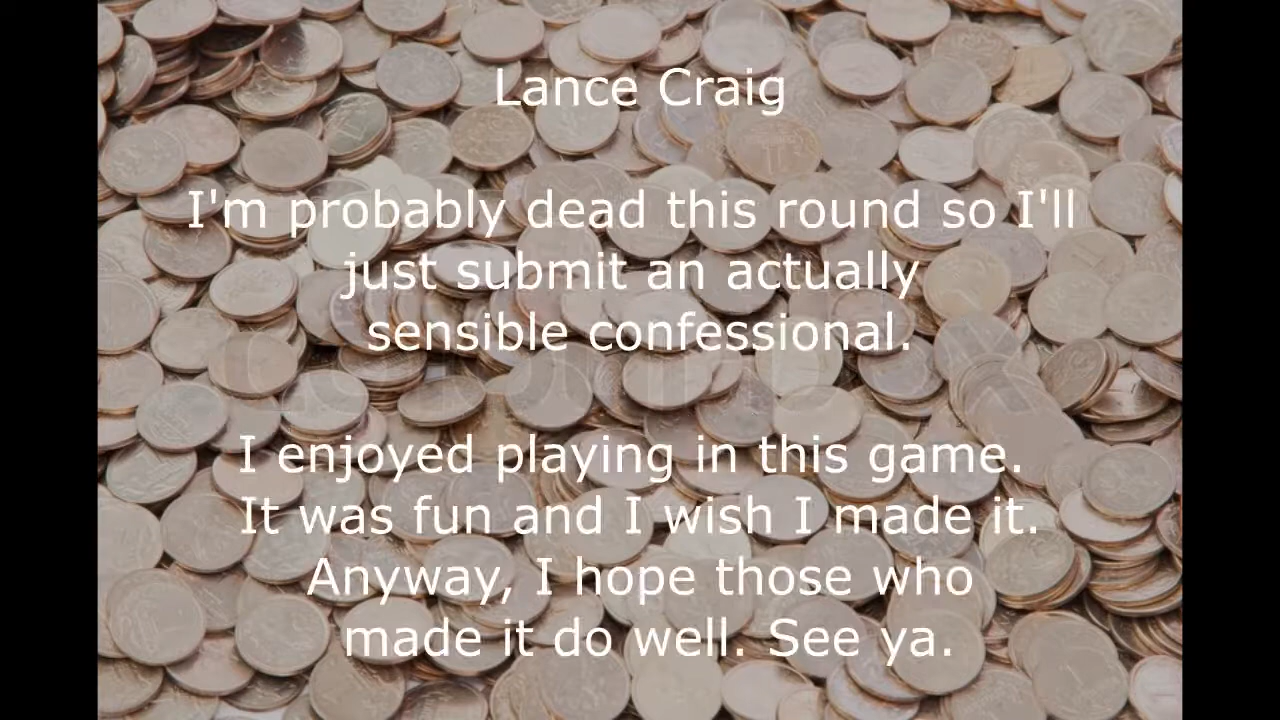 Lance Craig
I'm probably dead this round so I'll
just submit an actually
sensible confessional.
I enjoyed playing in this game.
It was fun and I wish I made it.
Anyway, I hope those who
made it do well. See ya.